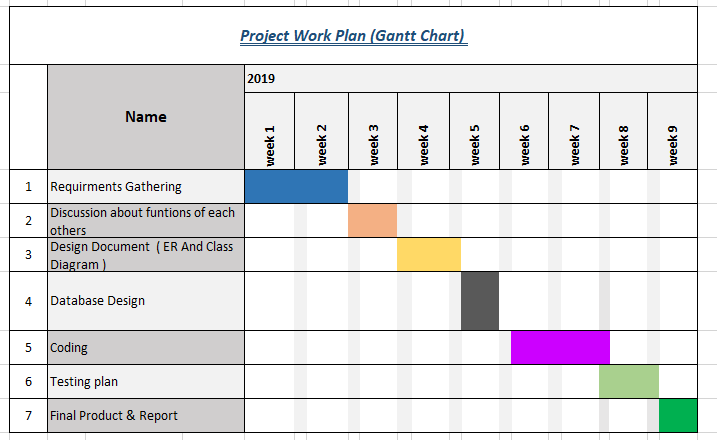 Project Work Plan (Gantt Chart)
2019
Name
week 1
week 2
week 3
week 4
week 5
week 6
week 7
week 8
week 9
1 Requirments Gathering
2 Discussion about funtions of each
others
3 Design Document ( ER And Class
Diagram )
4 Database Design
5 Coding
6 Testing plan
7 Final Product & Report